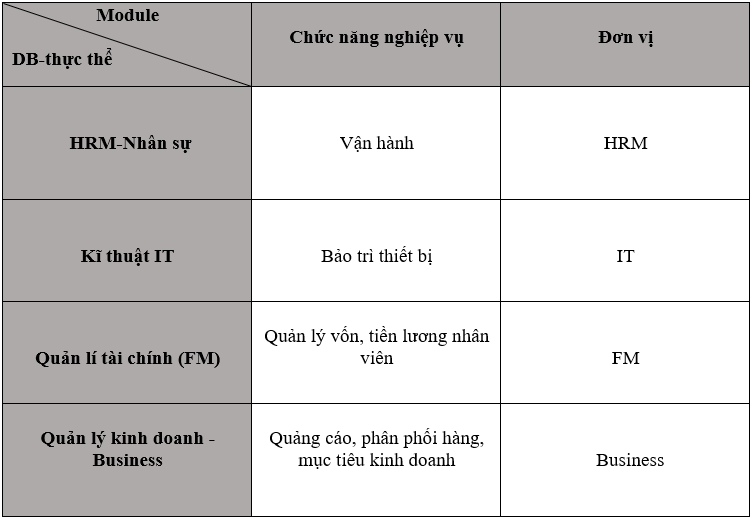 Module
DB-thực thể
Chức năng nghiệp vụ
Đơn vị
HRM-Nhân sự
Vận hành
HRM
Kĩ thuật IT
Bảo trì thiết bị
IT
Quản lí tài chính (FM)
Quản lý vốn, tiền lương nhân
viên
FM
Quản lý kinh doanh -
Business
Quảng cáo, phân phối hàng,
mục tiêu kinh doanh
Business